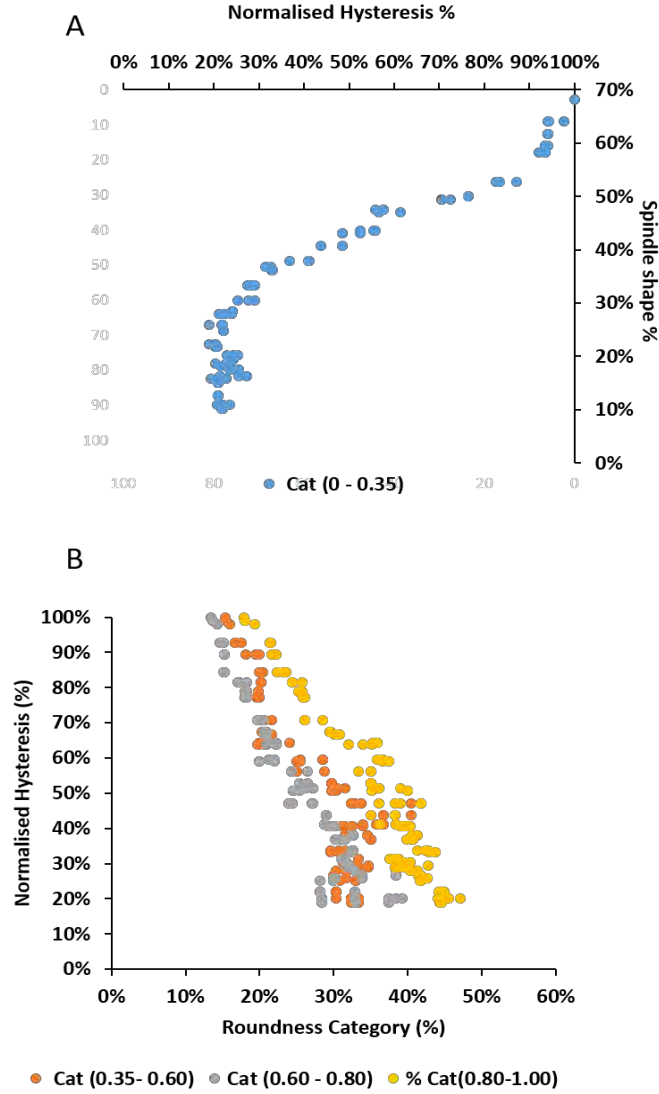 A
Normalised Hysteresis %
0% 10% 20% 30% 40% 50% 60% 70% 80% 90% 100%
0
10
20
30
40
50
60
70
80
90
100
70%
60%
50%
40%
30%
20%
10%
0%
Spindle shape %
100 80 20 0
Cat (0 - 0.35)
B
Normalised Hysteresis (%)
100%
90%
80%
70%
60%
50%
40%
30%
20%
10%
0%
0% 10% 20% 30% 40% 50% 60%
Roundness Category (%)
Cat (0.35- 0.60) Cat (0.60 - 0.80) % Cat(0.80-1.00)